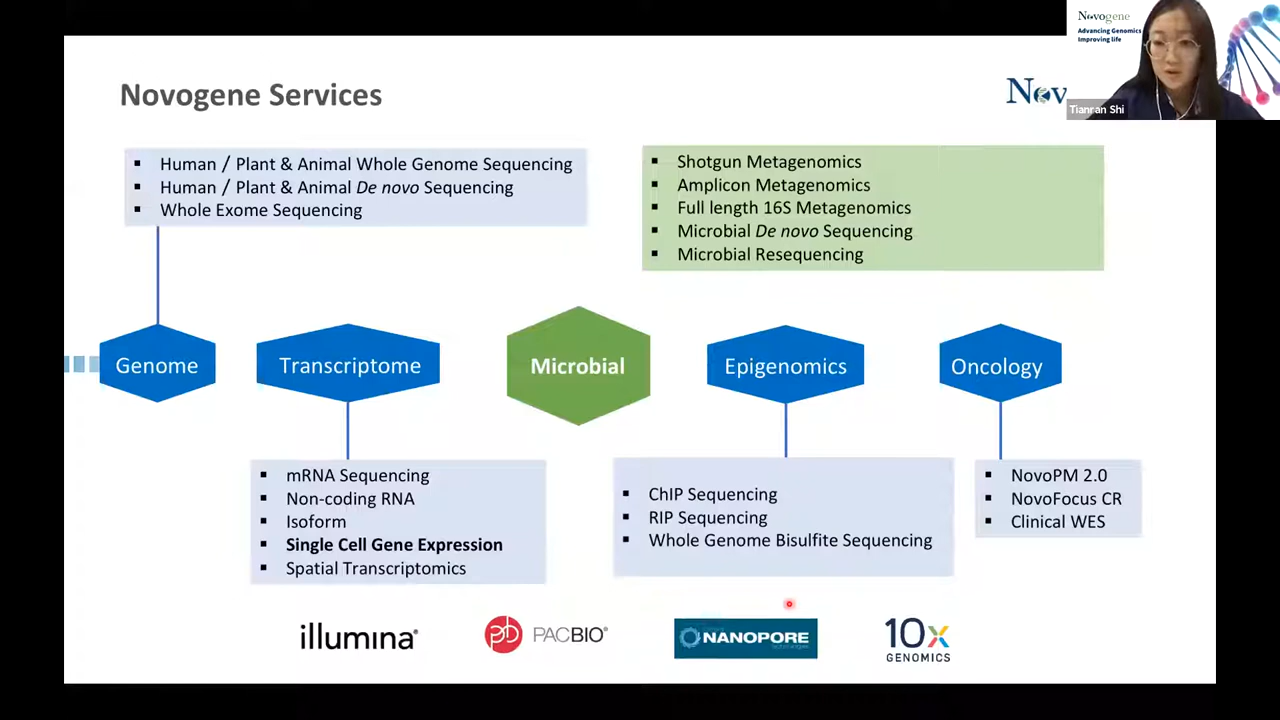 Novogene
Advancing Genomics
Improving life
Tianran Shi
Novogene Services
Nov
Human / Plant & Animal Whole Genome Sequencing
Human / Plant & Animal De novo Sequencing
Whole Exome Sequencing
Shotgun Metagenomics
Amplicon Metagenomics
Full length 16S Metagenomics
Microbial De novo Sequencing
Microbial Resequencing
Genome
Transcriptome
Microbial
Epigenomics
Oncology
mRNA Sequencing
Non-coding RNA
Isoform
Single Cell Gene Expression
Spatial Transcriptomics
ChIP Sequencing
RIP Sequencing
Whole Genome Bisulfite Sequencing
NovoPM 2.0
NovoFocus CR
Clinical WES
illumina®
PACBIO®
NANOPORE
10x
GENOMICS